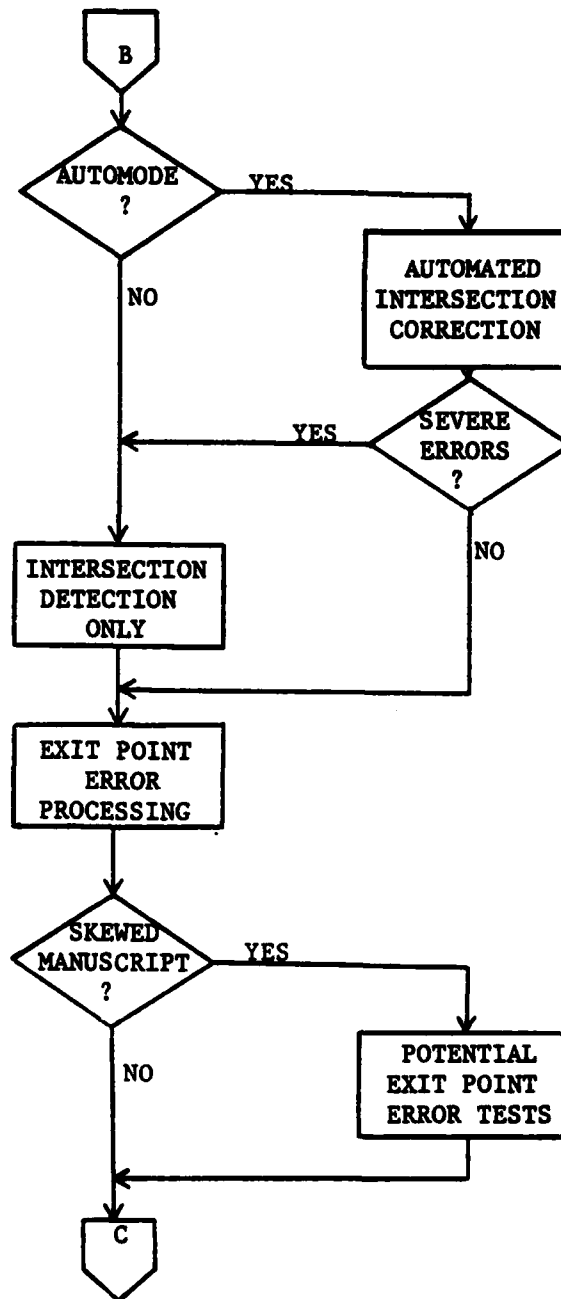 B
AUTOMODE
?
YES
AUTOMATED
INTERSECTION
CORRECTION
NO
SEVERE
ERRORS
?
YES
NO
INTERSECTION
DETECTION
ONLY
EXIT POINT
ERROR
PROCESSING
SKEWED
MANUSCRIPT
?
YES
POTENTIAL
EXIT POINT
ERROR TESTS
NO
C